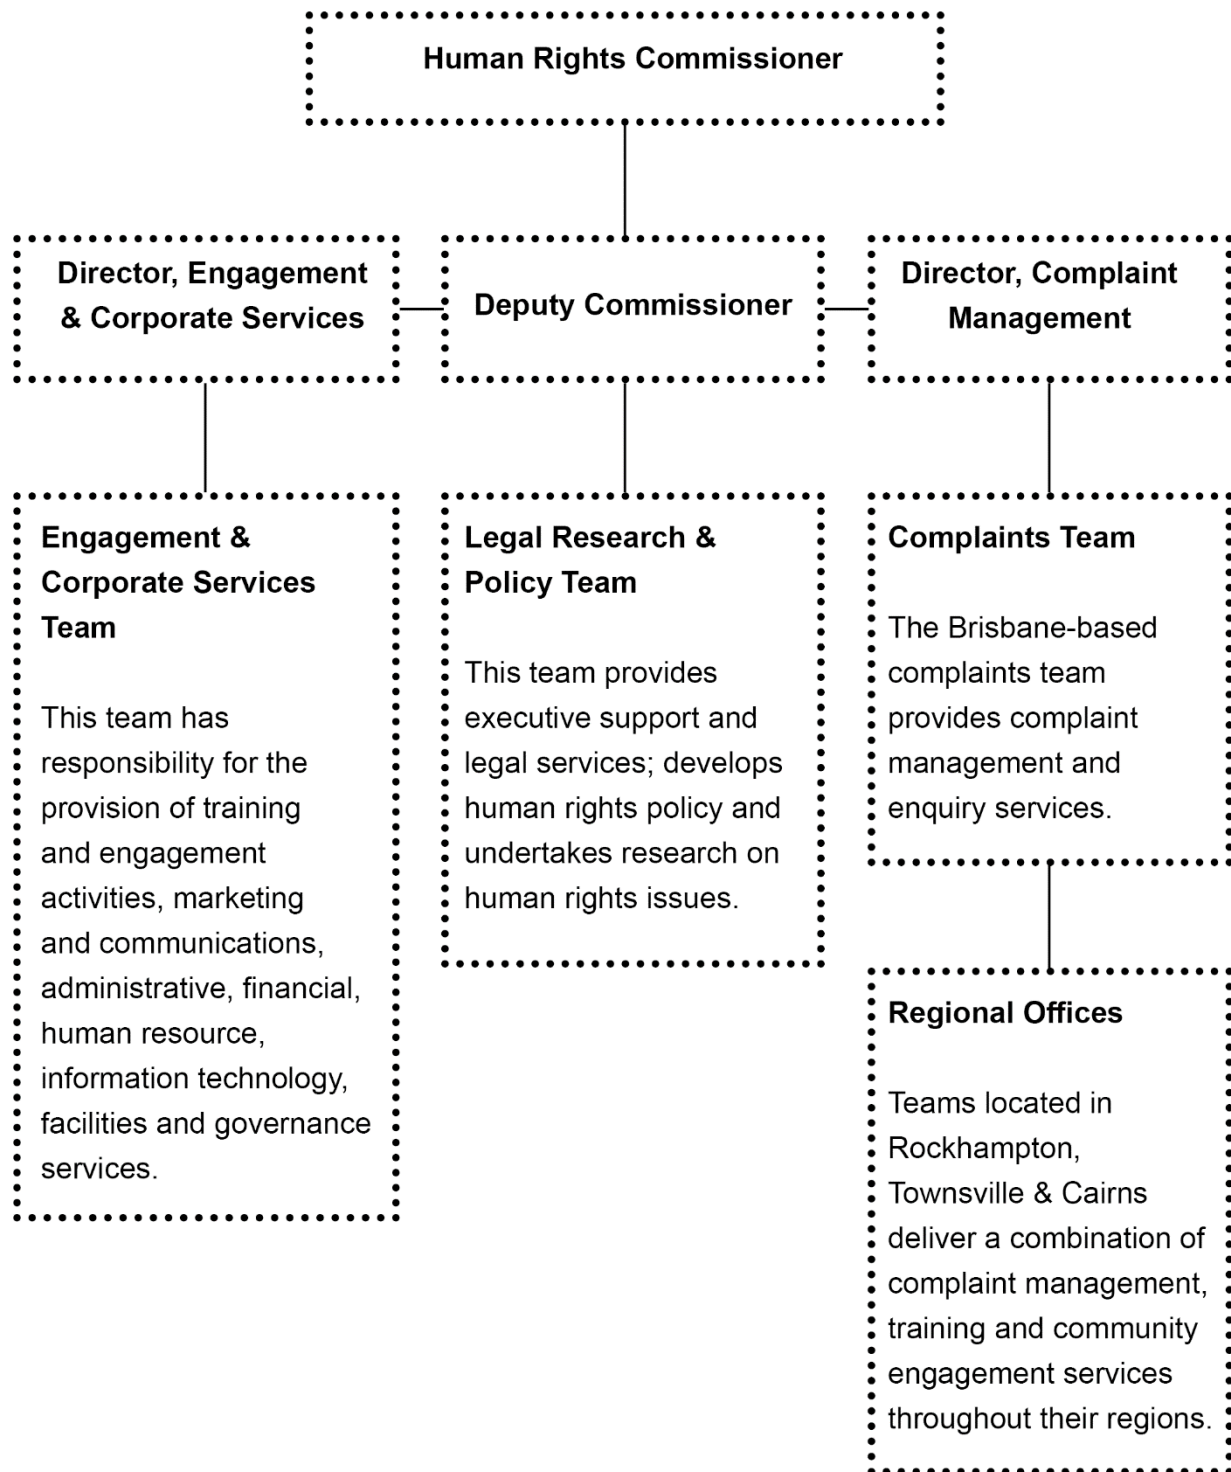 Human Rights Commissioner
Director, Engagement
& Corporate Services
Deputy Commissioner
Director, Complaint
Management
Engagement &
Corporate Services
Team
This team has
responsibility for the
provision of training
and engagement
activities, marketing
and communications,
administrative, financial,
human resource,
information technology,
facilities and governance
services.
Legal Research &
Policy Team
This team provides
executive support and
legal services; develops
human rights policy and
undertakes research on
human rights issues.
Complaints Team
The Brisbane-based
complaints team
provides complaint
management and
enquiry services.
Regional Offices
Teams located in
Rockhampton,
Townsville & Cairns
deliver a combination of
complaint management,
training and community
engagement services
throughout their regions.